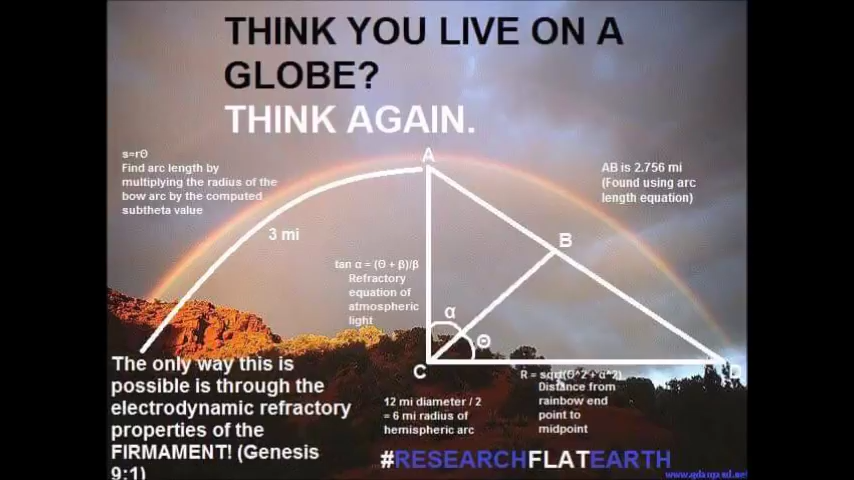 THINK YOU LIVE ON A
GLOBE?
THINK AGAIN.
s=rΘ
Find arc length by
multiplying the radius of the
bow arc by the computed
subtheta value
A
AB is 2.756 mi
(Found using arc
length equation)
3 mi
B
tan α = (Θ + β)/β
Refractory
equation of
atmospheric
light
α
Θ
C
D
The only way this is
possible is through the
electrodynamic refractory
properties of the
FIRMAMENT! (Genesis
9:1)
12 mi diameter / 2
= 6 mi radius of
hemispheric arc
R = sqrt(Θ^2 + α^2)
Distance from
rainbow end
point to
midpoint
#RESEARCHFLATEARTH